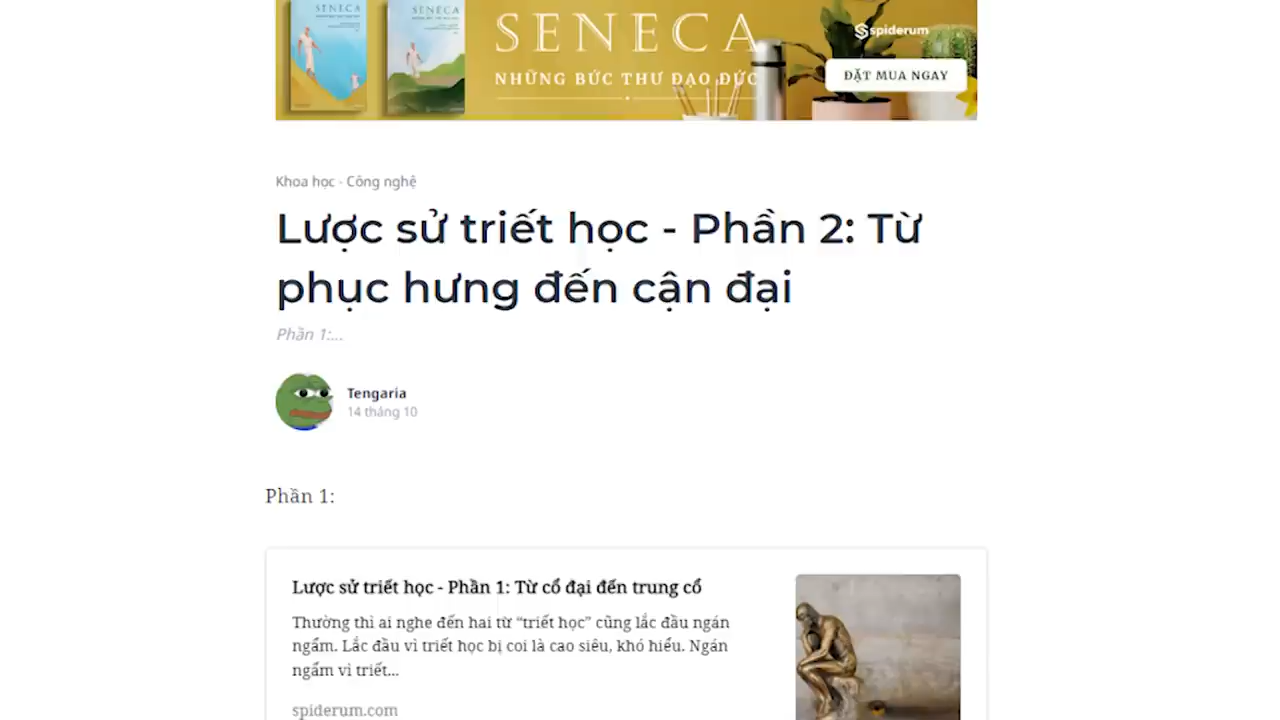 SENECA
SENECA
SENECA
spiderum
NHỮNG BỨC THƯ ĐẠO ĐỨC
ĐẶT MUA NGAY
Khoa học - Công nghệ
Lược sử triết học - Phần 2: Từ
phục hưng đến cận đại
Phần 1:...
Tengaria
14 tháng 10
Phần 1:
Lược sử triết học - Phần 1: Từ cổ đại đến trung cổ
Thường thì ai nghe đến hai từ “triết học” cũng lắc đầu ngán
ngẩm. Lắc đầu vì triết học bị coi là cao siêu, khó hiểu. Ngán
ngẩm vì triết...
spiderum.com